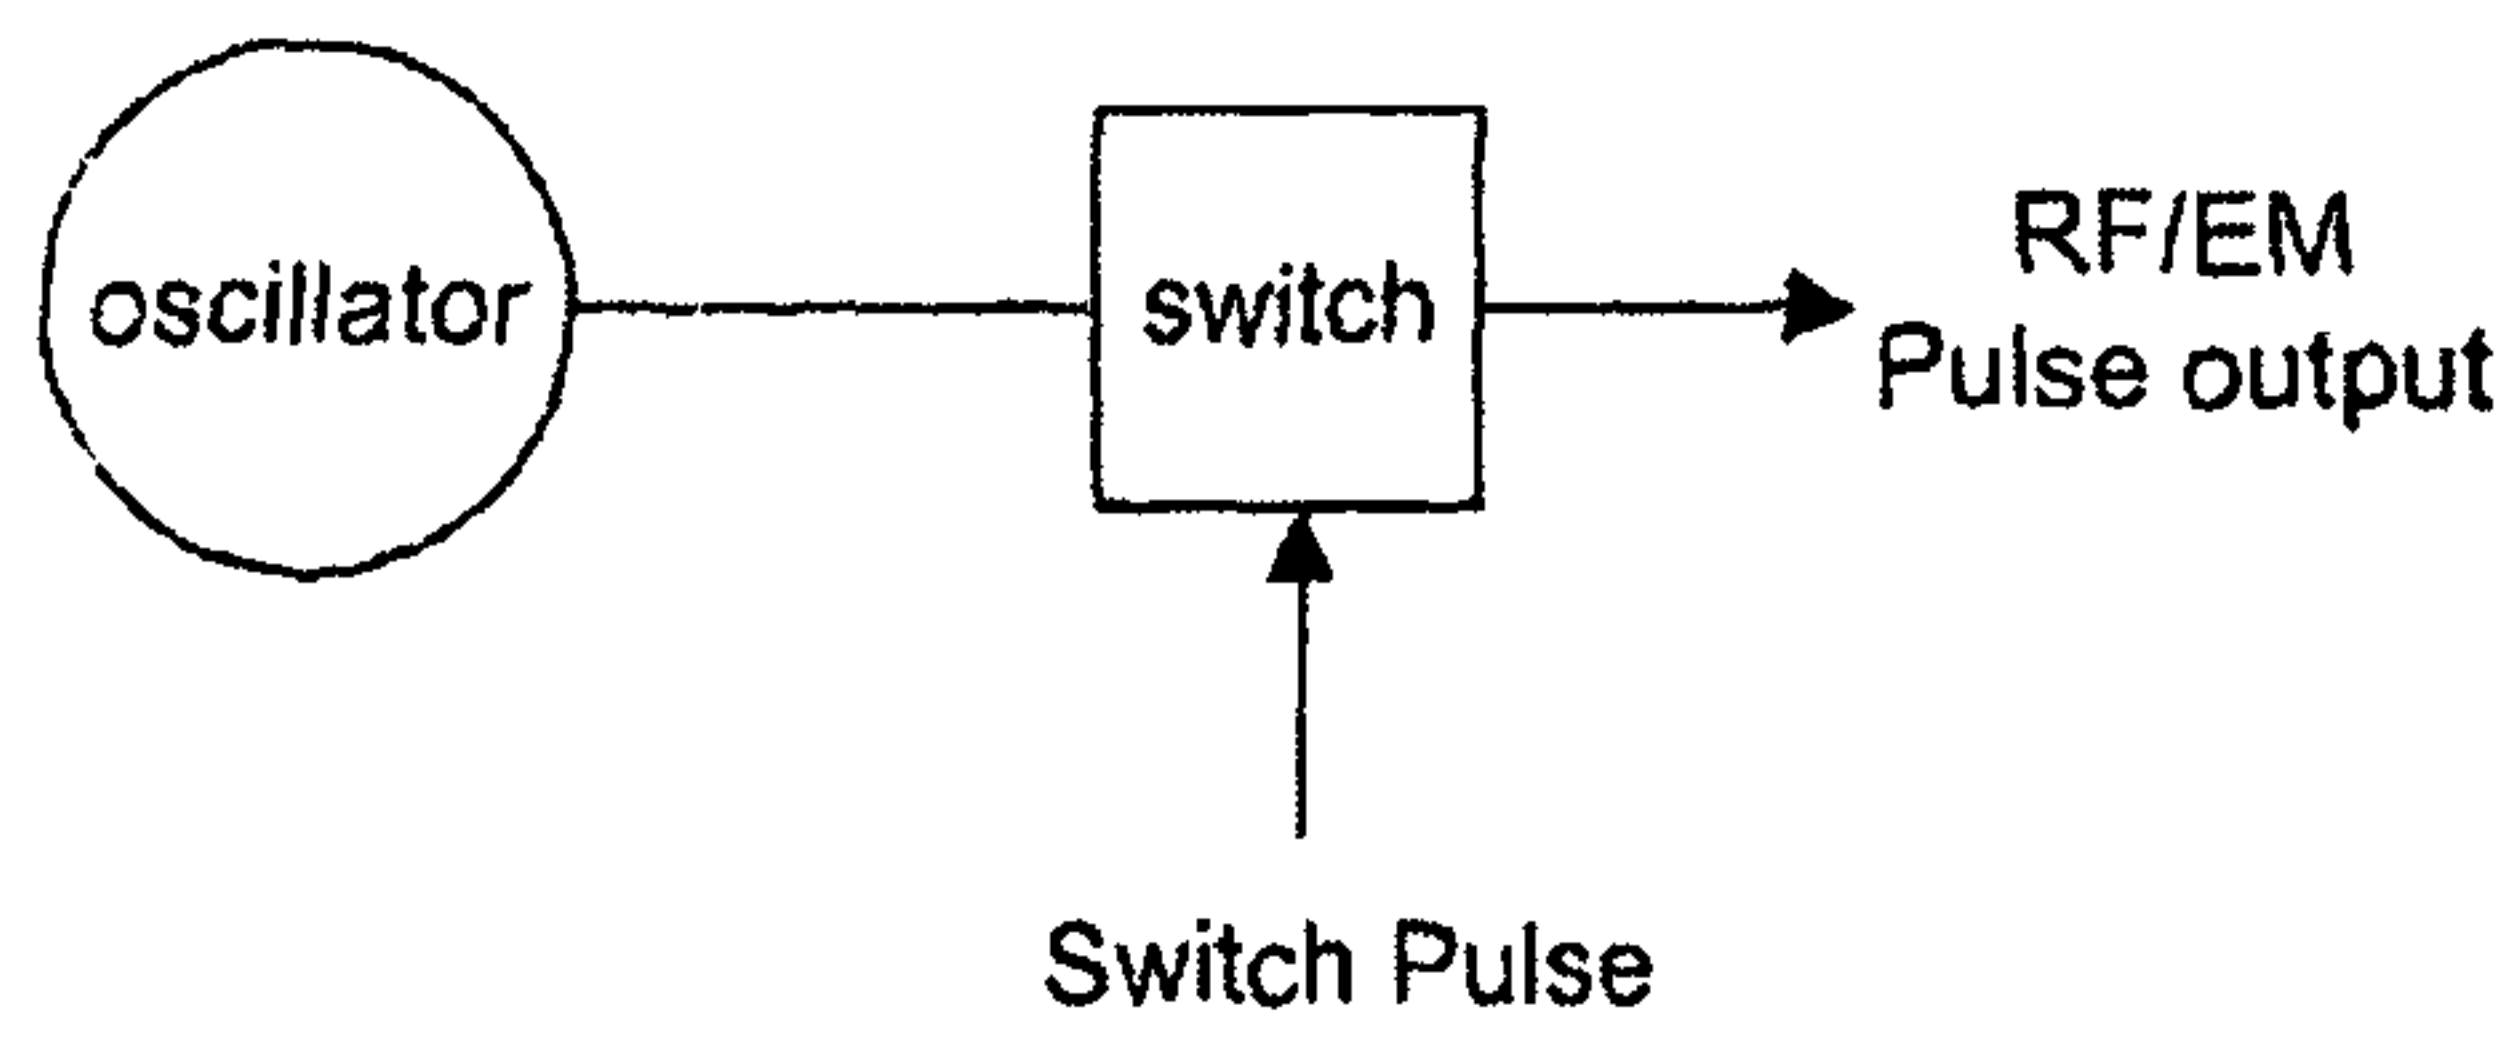 oscillator
switch
RF/EM
Pulse output
Switch Pulse